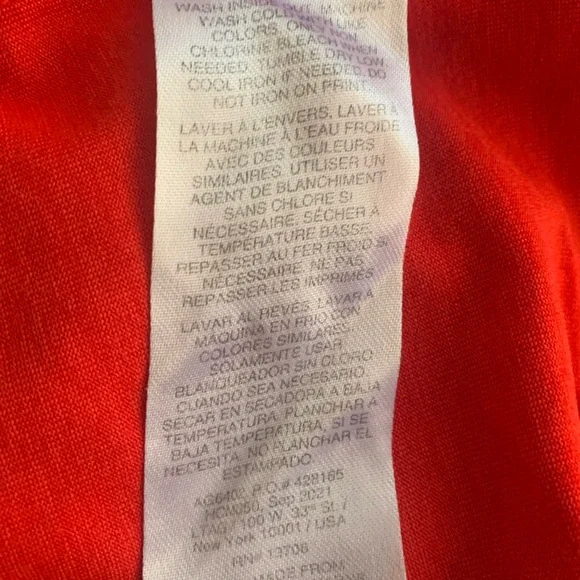 WASH INSIDE OUT. MACHINE
WASH COLD WITH LIKE
COLORS. ONLY NON
CHLORINE BLEACH WHEN
NEEDED. TUMBLE DRY LOW.
COOL IRON IF NEEDED. DO
NOT IRON ON PRINT.
LAVER À L'ENVERS. LAVER À
LA MACHINE À L'EAU FROIDE
AVEC DES COULEURS
SIMILAIRES. UTILISER UN
AGENT DE BLANCHIMENT
SANS CHLORE SI
NÉCESSAIRE. SÉCHER À
TEMPÉRATURE BASSE.
REPASSER AU FER FROID SI
NÉCESSAIRE. NE PAS
REPASSER LES IMPRIMÉS
LAVAR AL REVÉS. LAVAR A
MAQUINA EN FRIO CON
COLORES SIMILARES.
SOLAMENTE USAR
BLANQUEADOR SIN CLORO
CUANDO SEA NECESARIO.
SECAR EN SECADORA A BAJA
TEMPERATURA. PLANCHAR A
BAJA TEMPERATURA, SI SE
NECESITA. NO PLANCHAR EL
ESTAMPADO.
AG6402, P.O# 428165
HCM050, Sep 2021
LTAG / 100 W. 33rd St. /
New York 10001 / USA
RN# 13706
MADE FROM